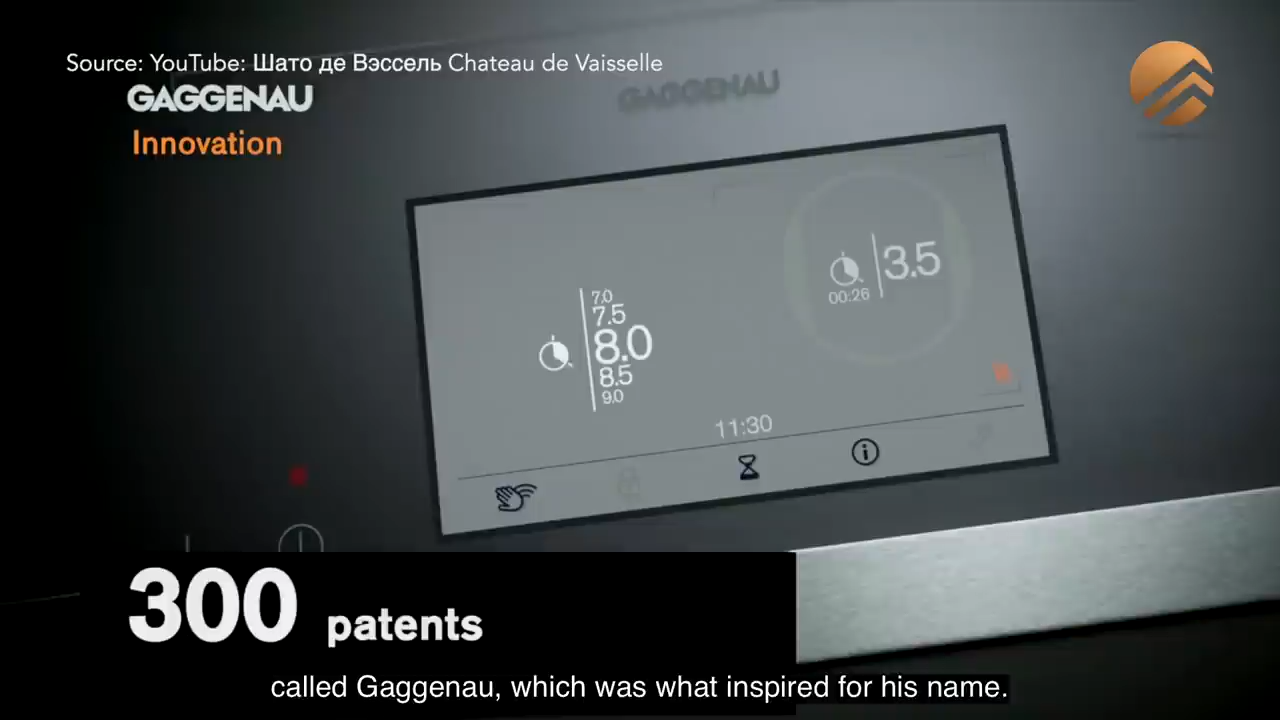 Source: YouTube: Шато де Вэссель Chateau de Vaisselle
GAGGENAU
Innovation
GAGGENAU
7.0
7.5
8.0
8.5
9.0
3.5
00:26
11:30
300 patents
called Gaggenau, which was what inspired for his name.